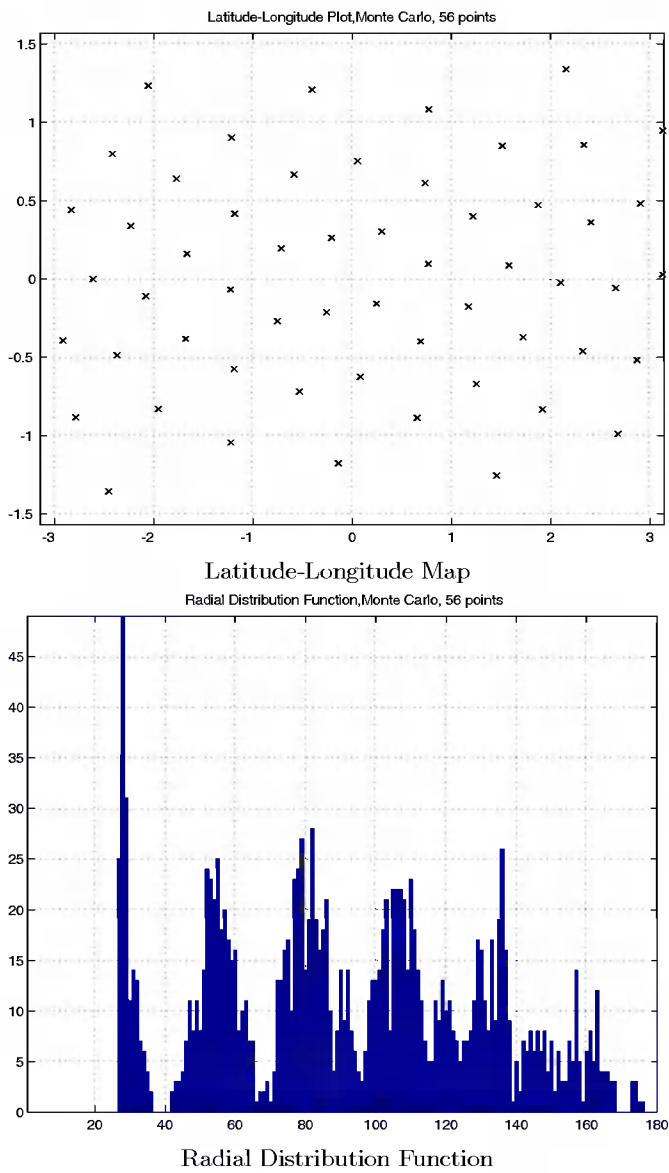 Latitude-Longitude Plot,Monte Carlo, 56 points
1.5
1
0.5
0
-0.5
-1
-1.5
-3 -2 -1 0 1 2 3
Latitude-Longitude Map
Radial Distribution Function,Monte Carlo, 56 points
45
40
35
30
25
20
15
10
5
0
20 40 60 80 100 120 140 160 180
Radial Distribution Function